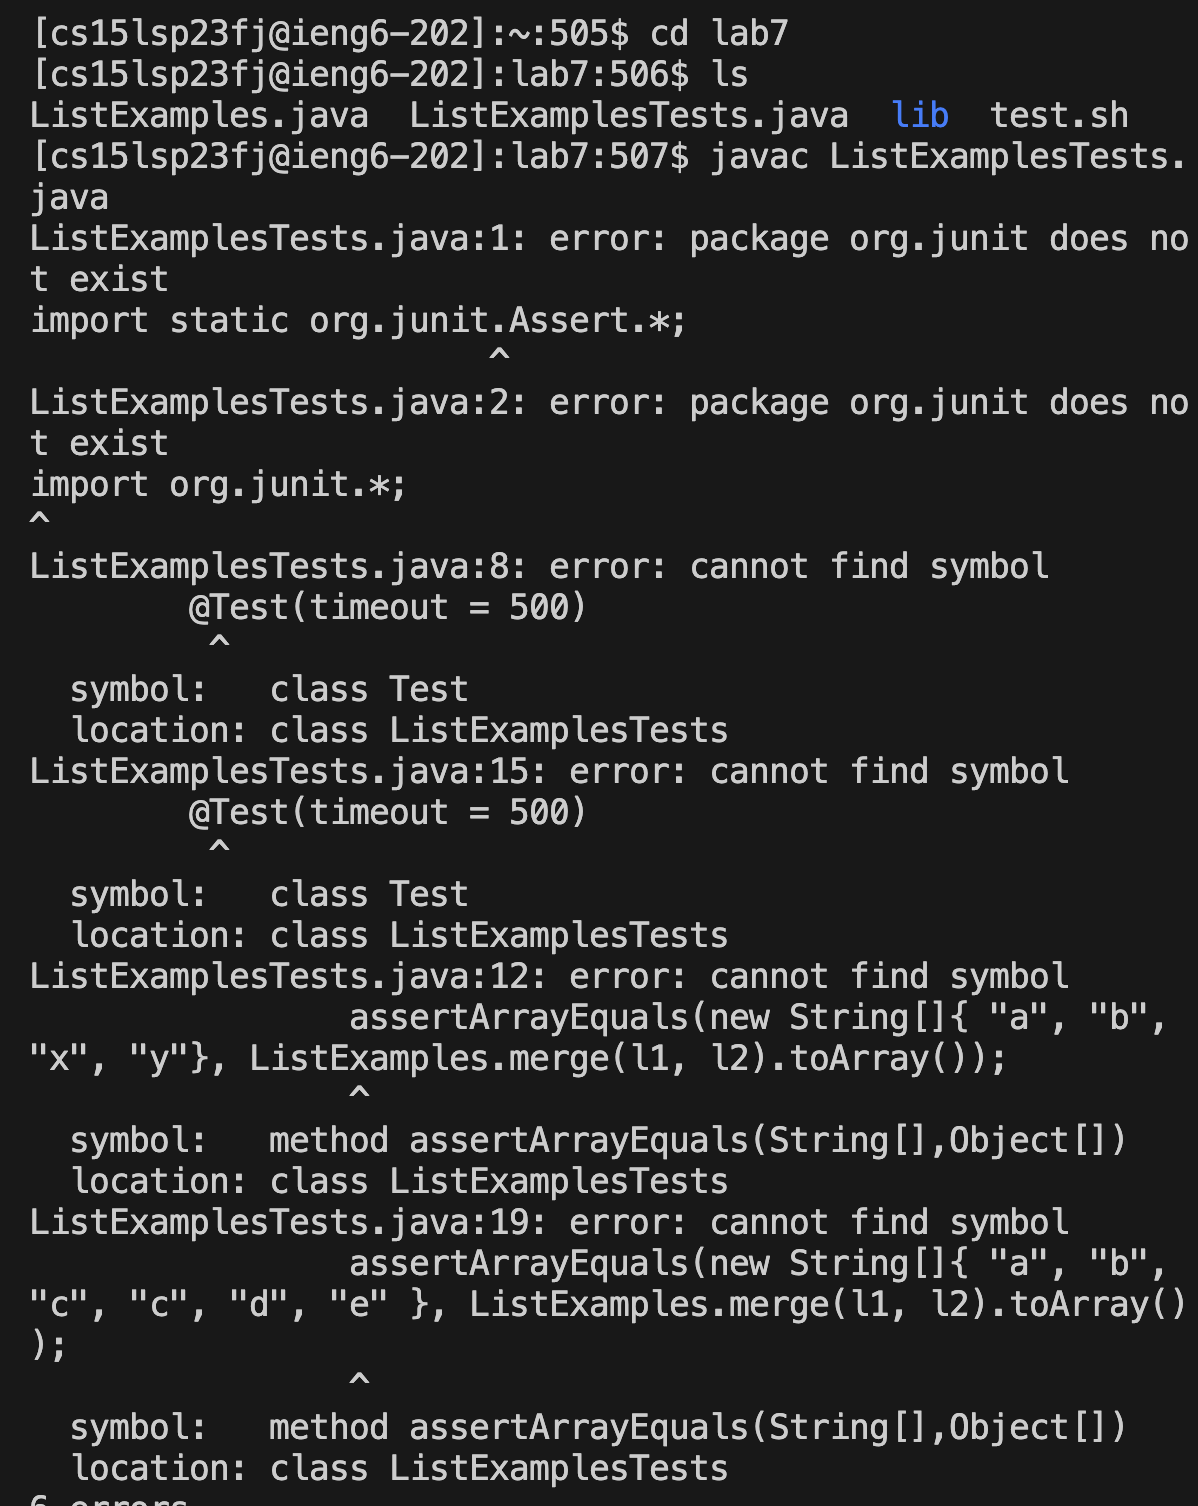 [cs15lsp23fj@ieng6-202]:~:505$ cd lab7
[cs15lsp23fj@ieng6-202]:lab7:506$ ls
ListExamples.java  ListExamplesTests.java  lib  test.sh
[cs15lsp23fj@ieng6-202]:lab7:507$ javac ListExamplesTests.
java
ListExamplesTests.java:1: error: package org.junit does no
t exist
import static org.junit.Assert.*;
                       ^
ListExamplesTests.java:2: error: package org.junit does no
t exist
import org.junit.*;
^
ListExamplesTests.java:8: error: cannot find symbol
        @Test(timeout = 500)
         ^
  symbol:   class Test
  location: class ListExamplesTests
ListExamplesTests.java:15: error: cannot find symbol
        @Test(timeout = 500)
         ^
  symbol:   class Test
  location: class ListExamplesTests
ListExamplesTests.java:12: error: cannot find symbol
                assertArrayEquals(new String[]{ "a", "b", 
"x", "y"}, ListExamples.merge(l1, l2).toArray());
                ^
  symbol:   method assertArrayEquals(String[],Object[])
  location: class ListExamplesTests
ListExamplesTests.java:19: error: cannot find symbol
                assertArrayEquals(new String[]{ "a", "b", 
"c", "c", "d", "e" }, ListExamples.merge(l1, l2).toArray()
);
                ^
  symbol:   method assertArrayEquals(String[],Object[])
  location: class ListExamplesTests
6 errors